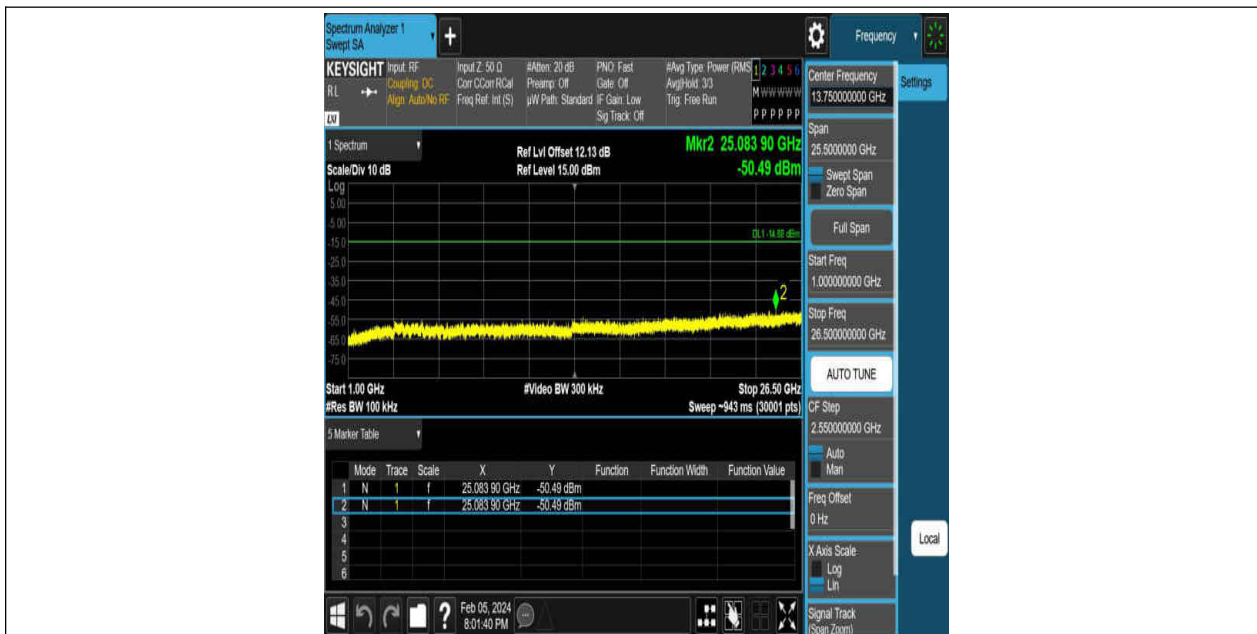 Spectrum Analyzer 1
Swept SA
+
Frequency
KEYSIGHT
RL
LXI
Input: RF
Coupling: DC
Align: Auto/No RF
Input Z: 50 Ω
Corr CCorr RCal
Freq Ref: Int (S)
#Atten: 20 dB
Preamp: Off
µW Path: Standard
PNO: Fast
Gate: Off
IF Gain: Low
Sig Track: Off
#Avg Type: Power (RMS
Avg|Hold: 3/3
Trig: Free Run
1 2 3 4 5 6
M W W W W W
P P P P P P
1 Spectrum
Scale/Div 10 dB
Ref Lvl Offset 12.13 dB
Ref Level 15.00 dBm
Mkr2 25.083 90 GHz
-50.49 dBm
Log
5.00
-5.00
-15.0
-25.0
-35.0
-45.0
-55.0
-65.0
-75.0
2
Start 1.00 GHz
#Res BW 100 kHz
#Video BW 300 kHz
Stop 26.50 GHz
Sweep ~943 ms (30001 pts)
5 Marker Table
Mode Trace Scale X Y Function Function Width Function Value
1 N 1 f 25.083 90 GHz -50.49 dBm
2 N 1 f 25.083 90 GHz -50.49 dBm
3
4
5
6
Feb 05, 2024
8:01:40 PM
?
Center Frequency
13.750000000 GHz
Settings
Span
25.5000000 GHz
Swept Span
Zero Span
Full Span
Start Freq
1.000000000 GHz
Stop Freq
26.500000000 GHz
AUTO TUNE
CF Step
2.550000000 GHz
Auto
Man
Freq Offset
0 Hz
X Axis Scale
Log
Lin
Local
Signal Track
(Span Zoom)